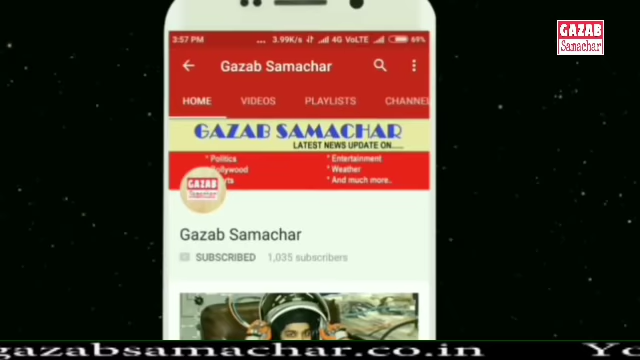 GAZAB
Samachar
3:57 PM ... 3.99K/s 4G VoLTE 69%
Gazab Samachar
HOME VIDEOS PLAYLISTS CHANNEL
GAZAB SAMACHAR
LATEST NEWS UPDATE ON.....
* Politics * Entertainment
* Weather
* And much more..
GAZAB
Samachar
Gazab Samachar
SUBSCRIBED 1,035 subscribers
gazabsamachar.co.in